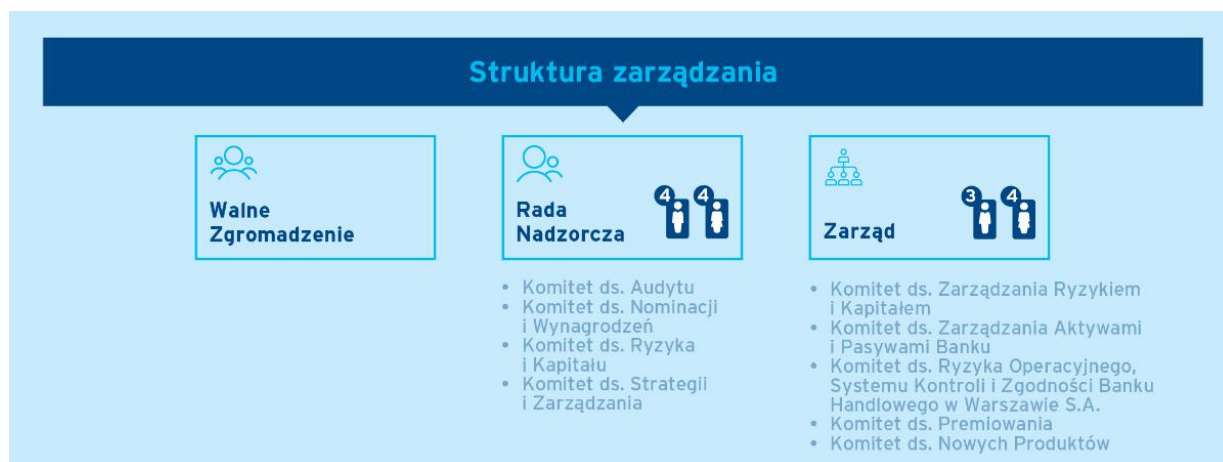 Struktura zarządzania
Walne
Zgromadzenie
Rada
Nadzorcza
4 4
• Komitet ds. Audytu
• Komitet ds. Nominacji
i Wynagrodzeń
• Komitet ds. Ryzyka
i Kapitału
• Komitet ds. Strategii
i Zarządzania
Zarząd
3 4
• Komitet ds. Zarządzania Ryzykiem
i Kapitałem
• Komitet ds. Zarządzania Aktywami
i Pasywami Banku
• Komitet ds. Ryzyka Operacyjnego,
Systemu Kontroli i Zgodności Banku
Handlowego w Warszawie S.A.
• Komitet ds. Premiowania
• Komitet ds. Nowych Produktów